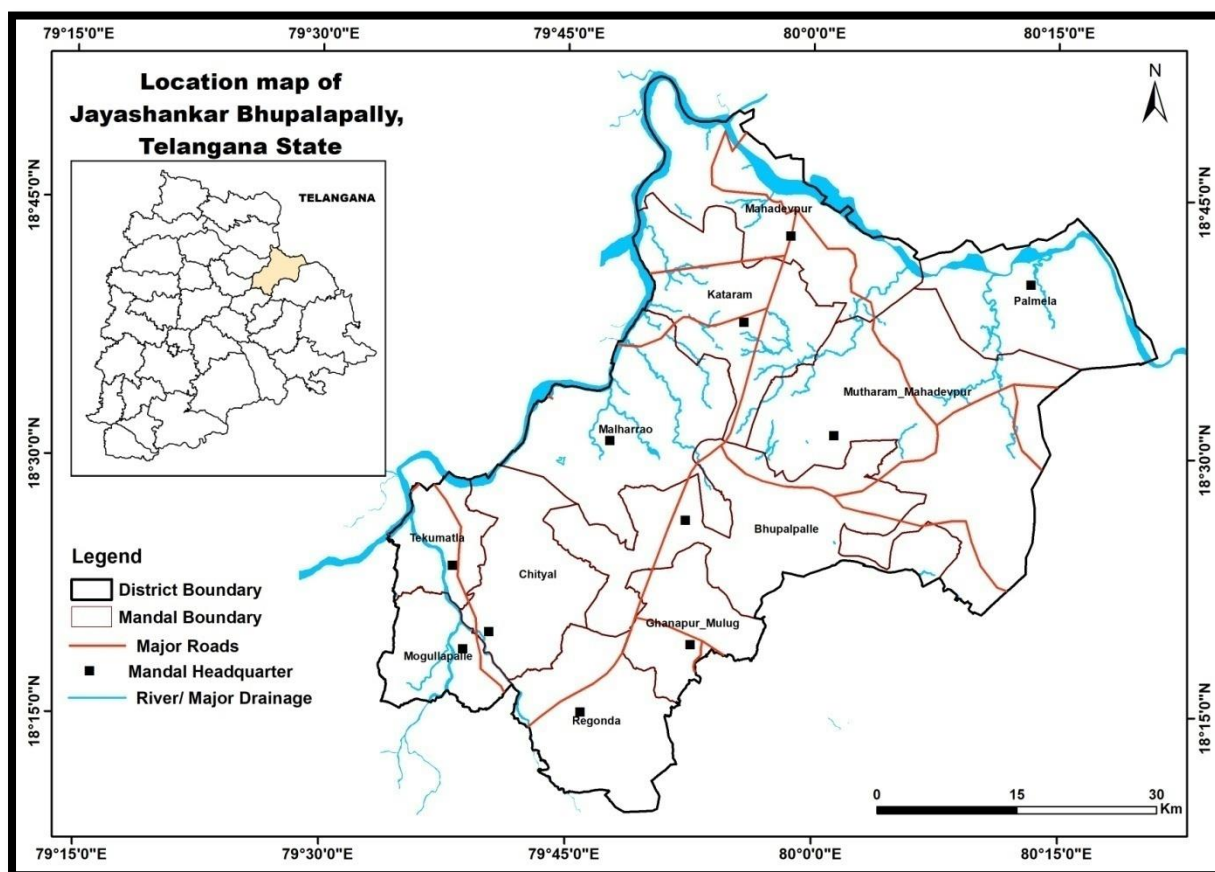 79°15'0"E 79°30'0"E 79°45'0"E 80°0'0"E 80°15'0"E
Location map of
Jayashankar Bhupalapally,
Telangana State
TELANGANA
N
18°45'0"N
18°45'0"N
Mahadevpur
Kataram
Palmela
Mutharam_Mahadevpur
Malharrao
18°30'0"N
18°30'0"N
Bhupalpalle
Tekumatla
Chityal
Ghanapur_Mulug
Mogullapalle
Regonda
Legend
District Boundary
Mandal Boundary
Major Roads
Mandal Headquarter
River/ Major Drainage
18°15'0"N
18°15'0"N
0 15 30
Km
79°15'0"E 79°30'0"E 79°45'0"E 80°0'0"E 80°15'0"E